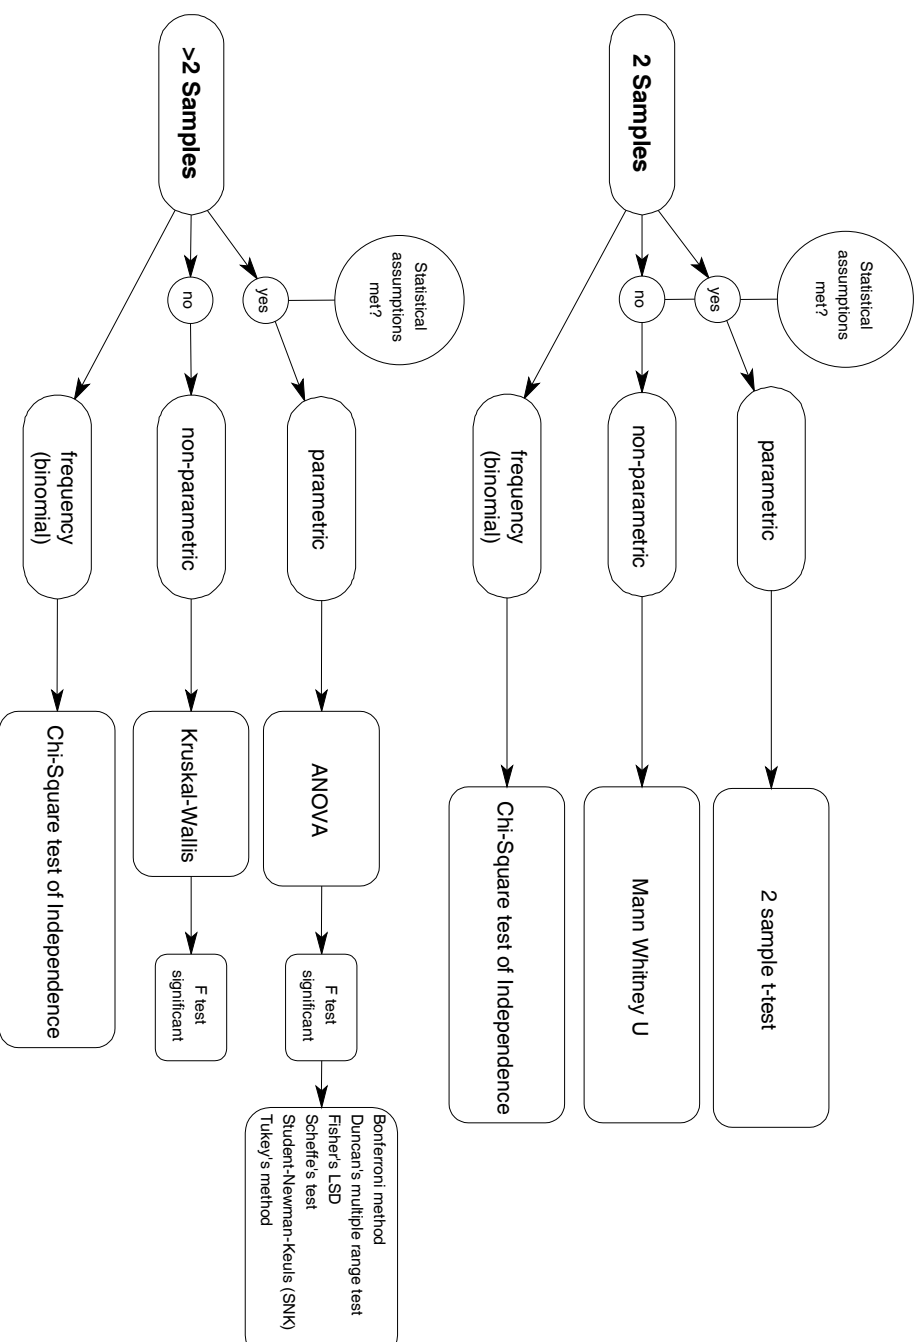 2 Samples
Statistical
assumptions
met?
yes
no
parametric
non-parametric
frequency
(binomial)
2 sample t-test
Mann Whitney U
Chi-Square test of Independence
>2 Samples
Statistical
assumptions
met?
yes
no
parametric
non-parametric
frequency
(binomial)
ANOVA
Kruskal-Wallis
Chi-Square test of Independence
F test
significant
F test
significant
Bonferroni method
Duncan's multiple range test
Fisher's LSD
Scheffe's test
Student-Newman-Keuls (SNK)
Tukey's method